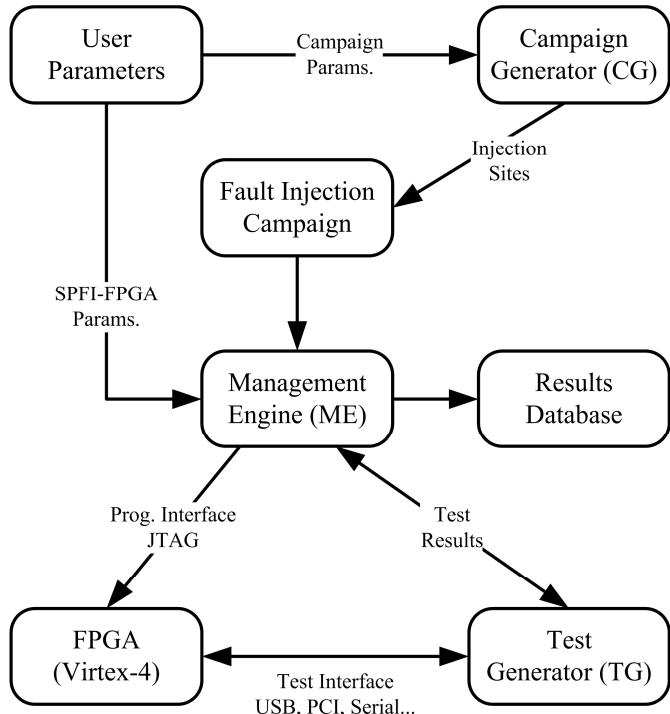 User
Parameters
Campaign
Params.
Campaign
Generator (CG)
Injection
Sites
Fault Injection
Campaign
SPFI-FPGA
Params.
Management
Engine (ME)
Results
Database
Prog. Interface
JTAG
Test
Results
FPGA
(Virtex-4)
Test Interface
USB, PCI, Serial...
Test
Generator (TG)